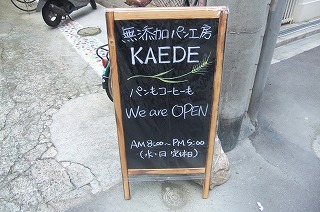 無添加パン工房
KAEDE
パンもコーヒーも
We are OPEN
AM 8:00~PM 5:00
(水・日 定休日)